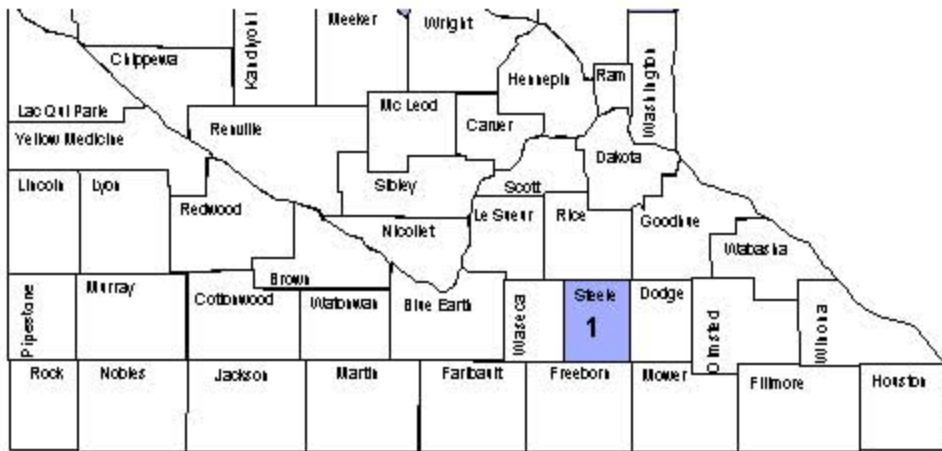 Meeker
Wright
Kandiyohi
Chippewa
Hennepin
Ram
Washington
Lac Qui Parle
Mc Leod
Renville
Carver
Yellow Medicine
Dakota
Lincoln
Lyon
Sibley
Scott
Redwood
Le Sueur
Rice
Goodhue
Nicollet
Wabasha
Brown
Pipestone
Murray
Cottonwood
Watonwan
Blue Earth
Waseca
Steele
1
Dodge
Olmsted
Winona
Rock
Nobles
Jackson
Martin
Faribault
Freeborn
Mower
Fillmore
Houston